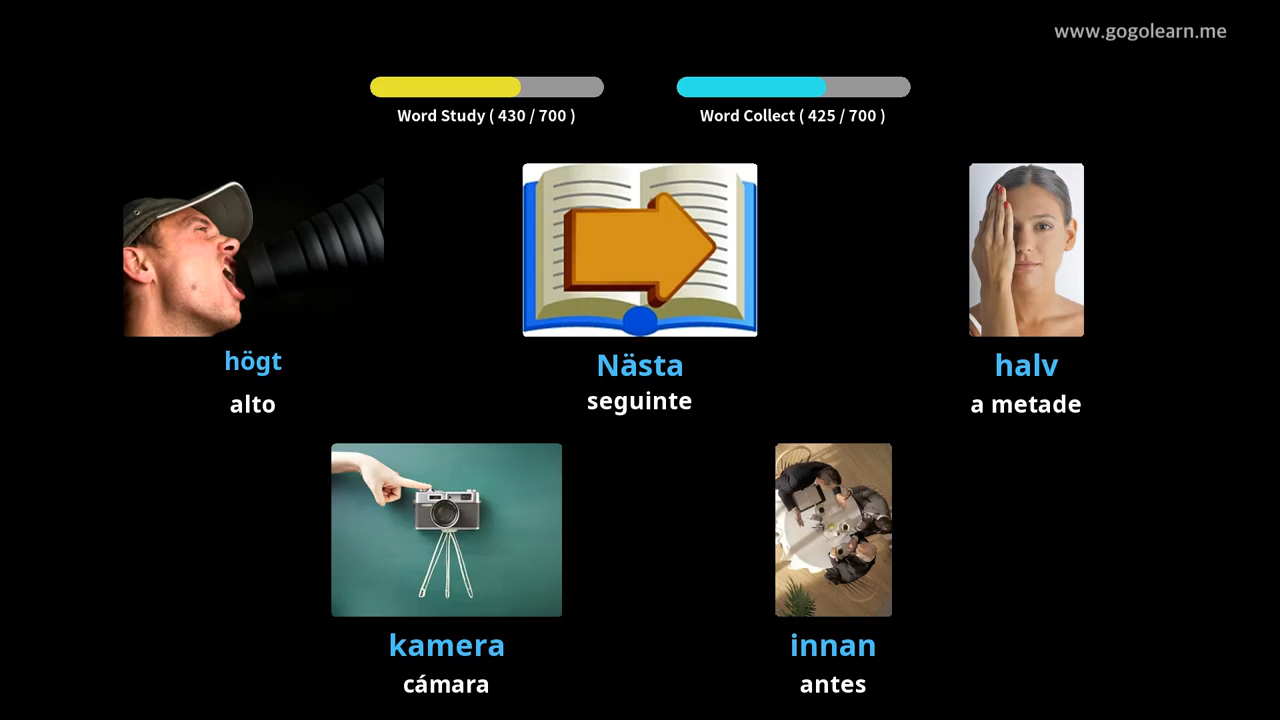 www.gogolearn.me
Word Study ( 430 / 700 )
Word Collect ( 425 / 700 )
högt
alto
Nästa
seguinte
halv
a metade
kamera
cámara
innan
antes